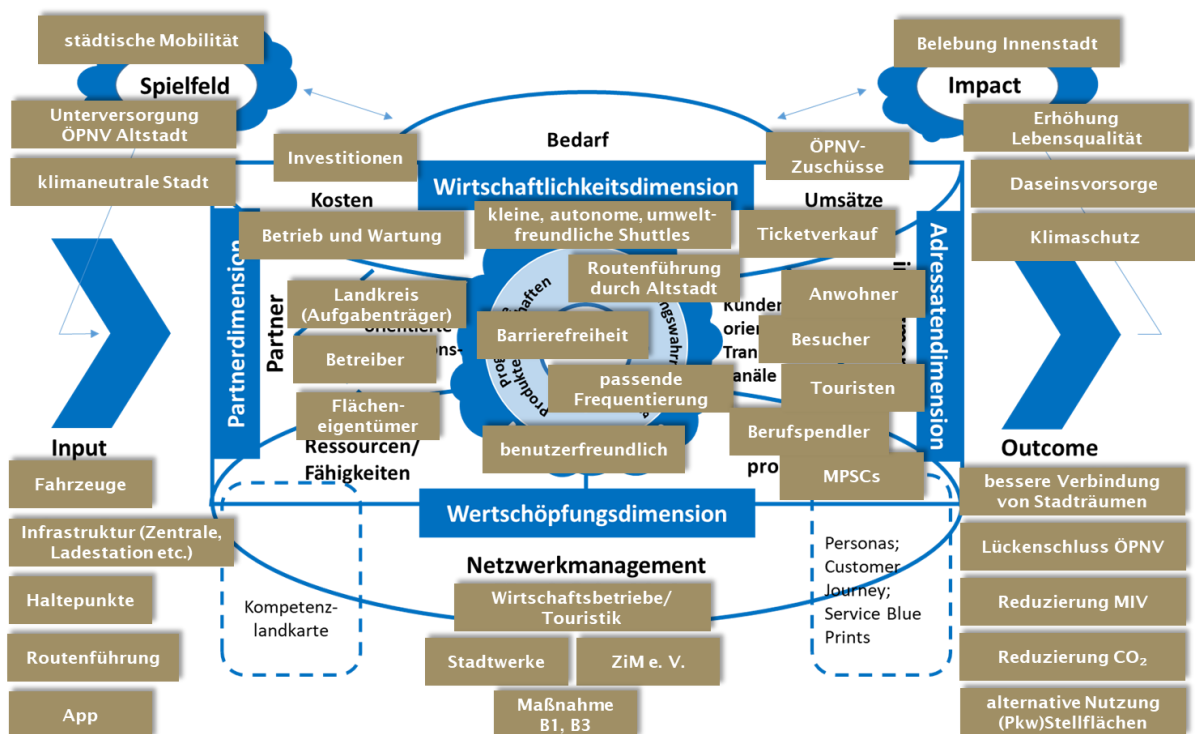 städtische Mobilität
Spielfeld
Unterversorgung
ÖPNV Altstadt
klimaneutrale Stadt
Belebung Innenstadt
Impact
Erhöhung
Lebensqualität
Daseinsvorsorge
Klimaschutz
Bedarf
Investitionen
ÖPNV-
Zuschüsse
Wirtschaftlichkeitsdimension
Kosten
Umsätze
Betrieb und Wartung
kleine, autonome, umwelt-
freundliche Shuttles
Ticketverkauf
Partnerdimension
Partner
Adressatendimension
Routenführung
durch Altstadt
Landkreis
(Aufgabenträger)
Anwohner
Barrierefreiheit
Besucher
Betreiber
passende
Frequentierung
Touristen
Flächen-
eigentümer
Ressourcen/
Fähigkeiten
benutzerfreundlich
Berufspendler
MPSCs
Wertschöpfungsdimension
Input
Fahrzeuge
Infrastruktur (Zentrale,
Ladestation etc.)
Haltepunkte
Routenführung
App
Kompetenz-
landkarte
Netzwerkmanagement
Wirtschaftsbetriebe/
Touristik
Stadtwerke
ZiM e. V.
Maßnahme
B1, B3
Personas;
Customer
Journey;
Service Blue
Prints
Outcome
bessere Verbindung
von Stadträumen
Lückenschluss ÖPNV
Reduzierung MIV
Reduzierung CO₂
alternative Nutzung
(Pkw)Stellflächen